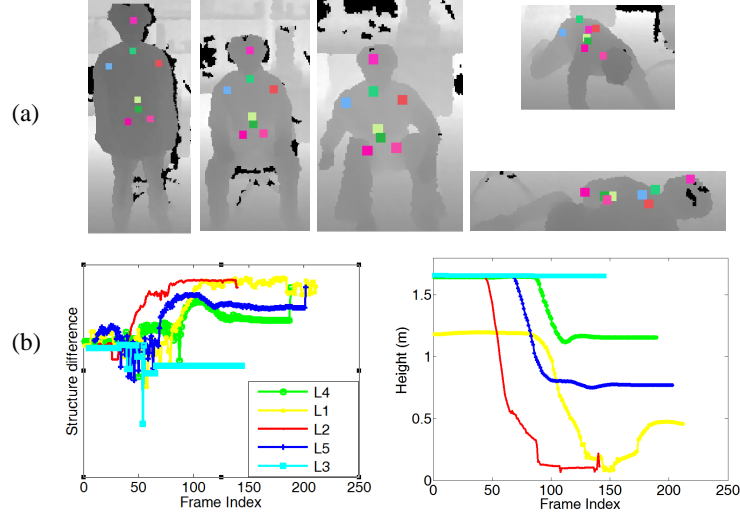 (a)
(b)
Structure difference
L4
L1
L2
L5
L3
0 50 100 150 200 250
Frame Index
Height (m)
1.5
1
0.5
0
0 50 100 150 200 250
Frame Index